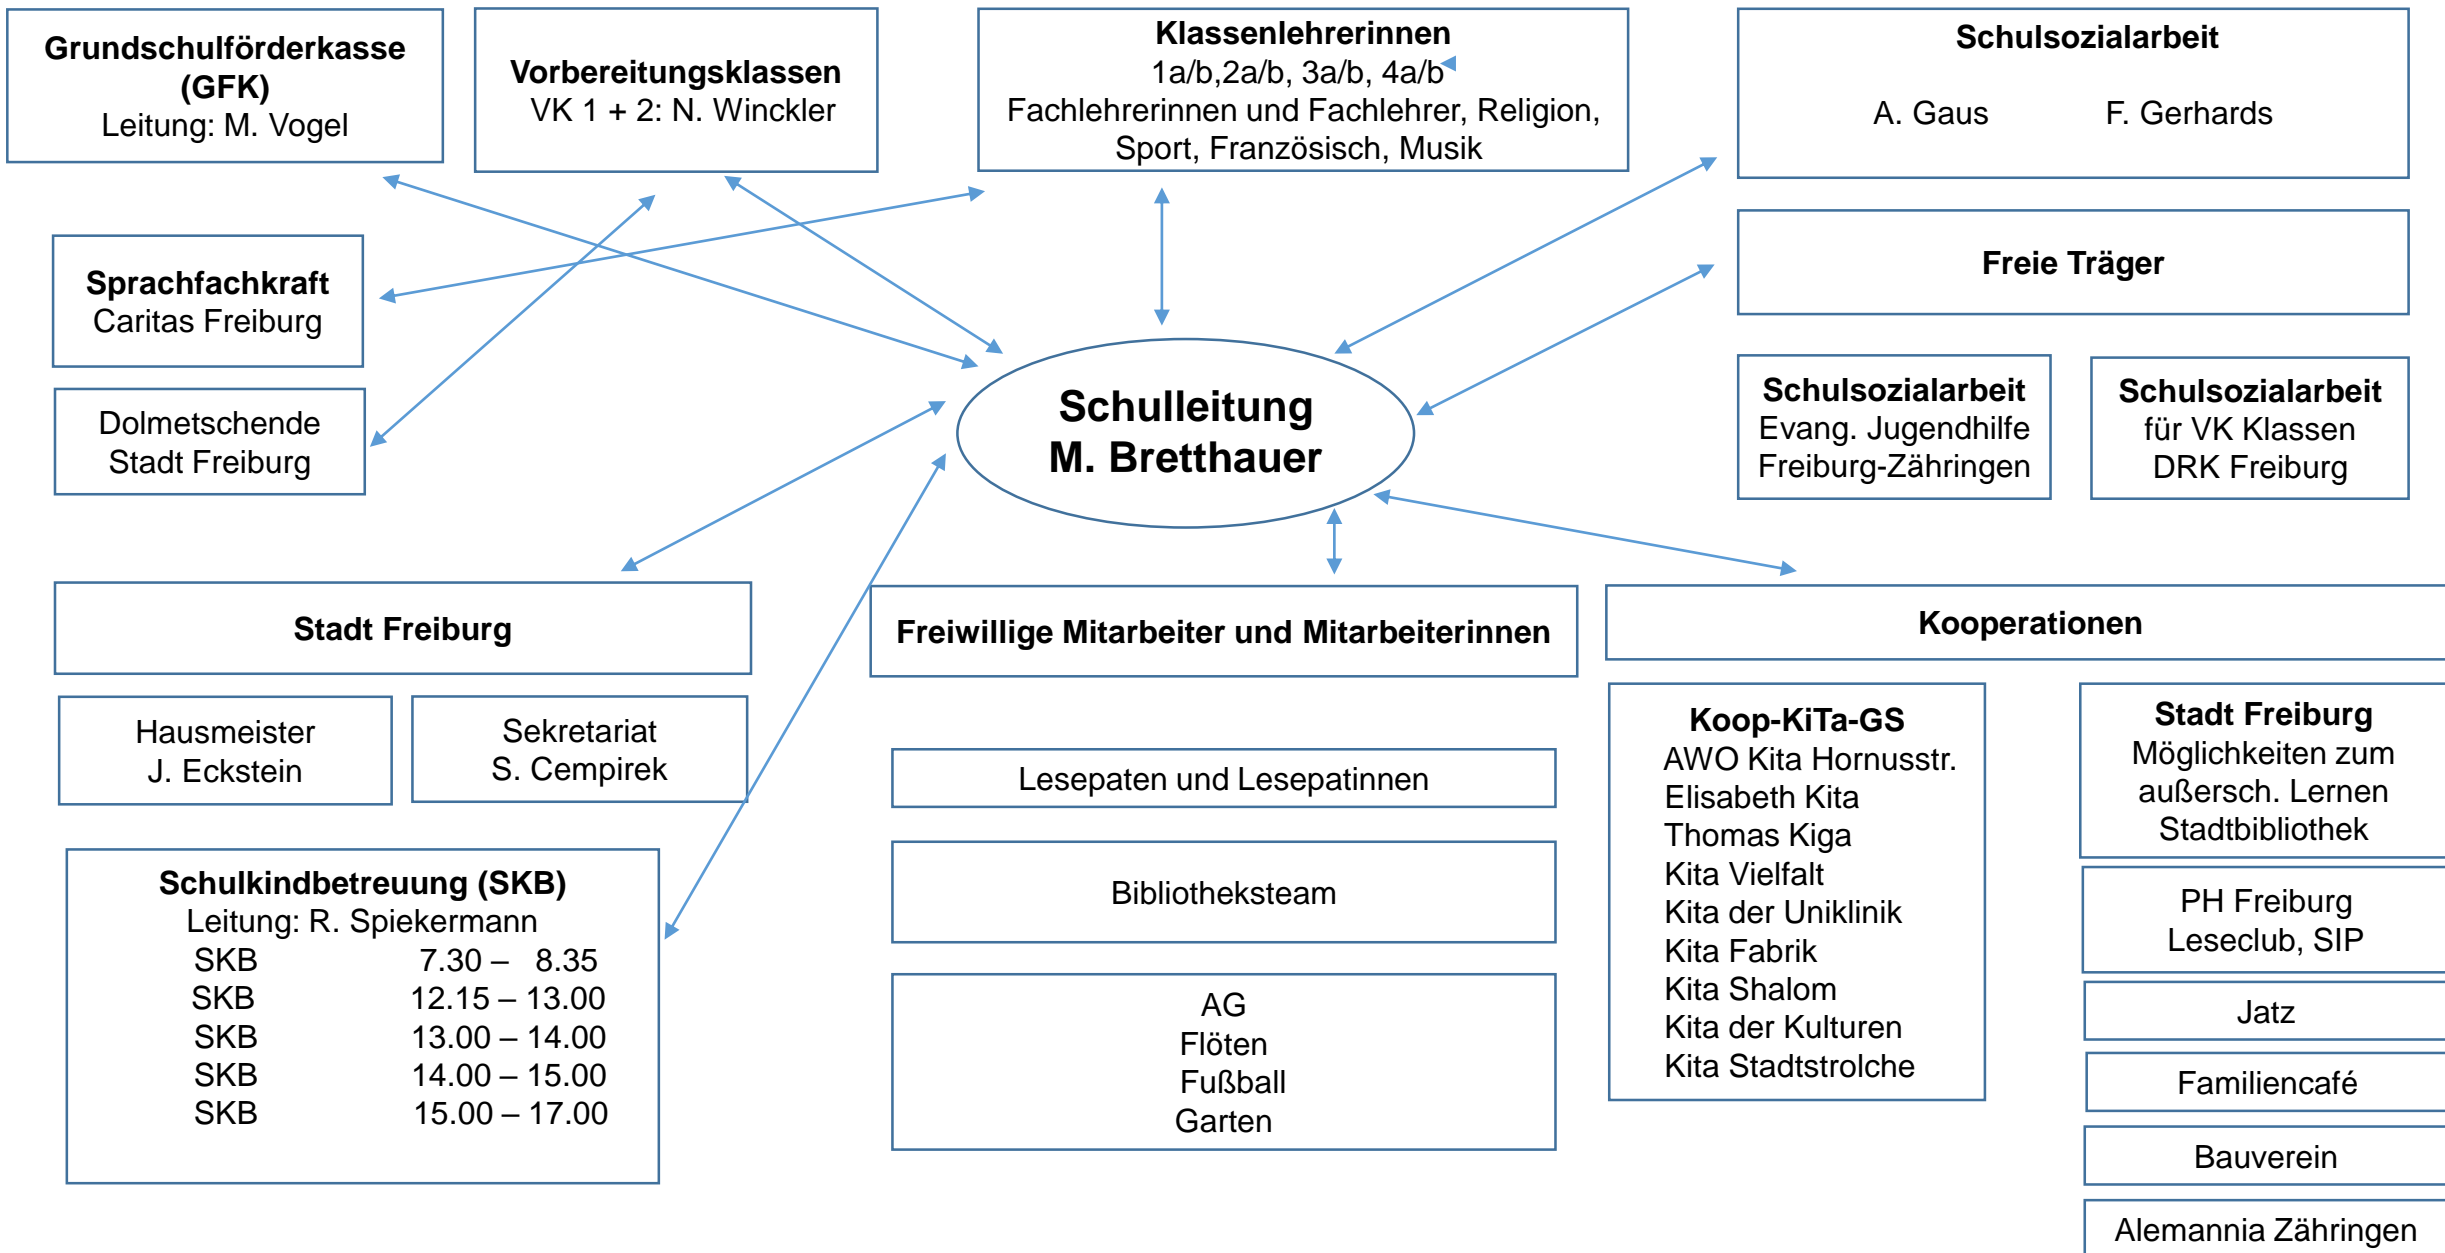 Grundschulförderkasse
(GFK)
Leitung: M. Vogel
Vorbereitungsklassen
VK 1 + 2: N. Winckler
Klassenlehrerinnen
1a/b,2a/b, 3a/b, 4a/b
Fachlehrerinnen und Fachlehrer, Religion,
Sport, Französisch, Musik
Schulsozialarbeit
A. Gaus F. Gerhards
Freie Träger
Sprachfachkraft
Caritas Freiburg
Dolmetschende
Stadt Freiburg
Schulleitung
M. Bretthauer
Schulsozialarbeit
Evang. Jugendhilfe
Freiburg-Zähringen
Schulsozialarbeit
für VK Klassen
DRK Freiburg
Stadt Freiburg
Hausmeister
J. Eckstein
Sekretariat
S. Cempirek
Schulkindbetreuung (SKB)
Leitung: R. Spiekermann
SKB 7.30 – 8.35
SKB 12.15 – 13.00
SKB 13.00 – 14.00
SKB 14.00 – 15.00
SKB 15.00 – 17.00
Freiwillige Mitarbeiter und Mitarbeiterinnen
Lesepaten und Lesepatinnen
Bibliotheksteam
AG
Flöten
Fußball
Garten
Kooperationen
Koop-KiTa-GS
AWO Kita Hornusstr.
Elisabeth Kita
Thomas Kiga
Kita Vielfalt
Kita der Uniklinik
Kita Fabrik
Kita Shalom
Kita der Kulturen
Kita Stadtstrolche
Stadt Freiburg
Möglichkeiten zum
außersch. Lernen
Stadtbibliothek
PH Freiburg
Leseclub, SIP
Jatz
Familiencafé
Bauverein
Alemannia Zähringen